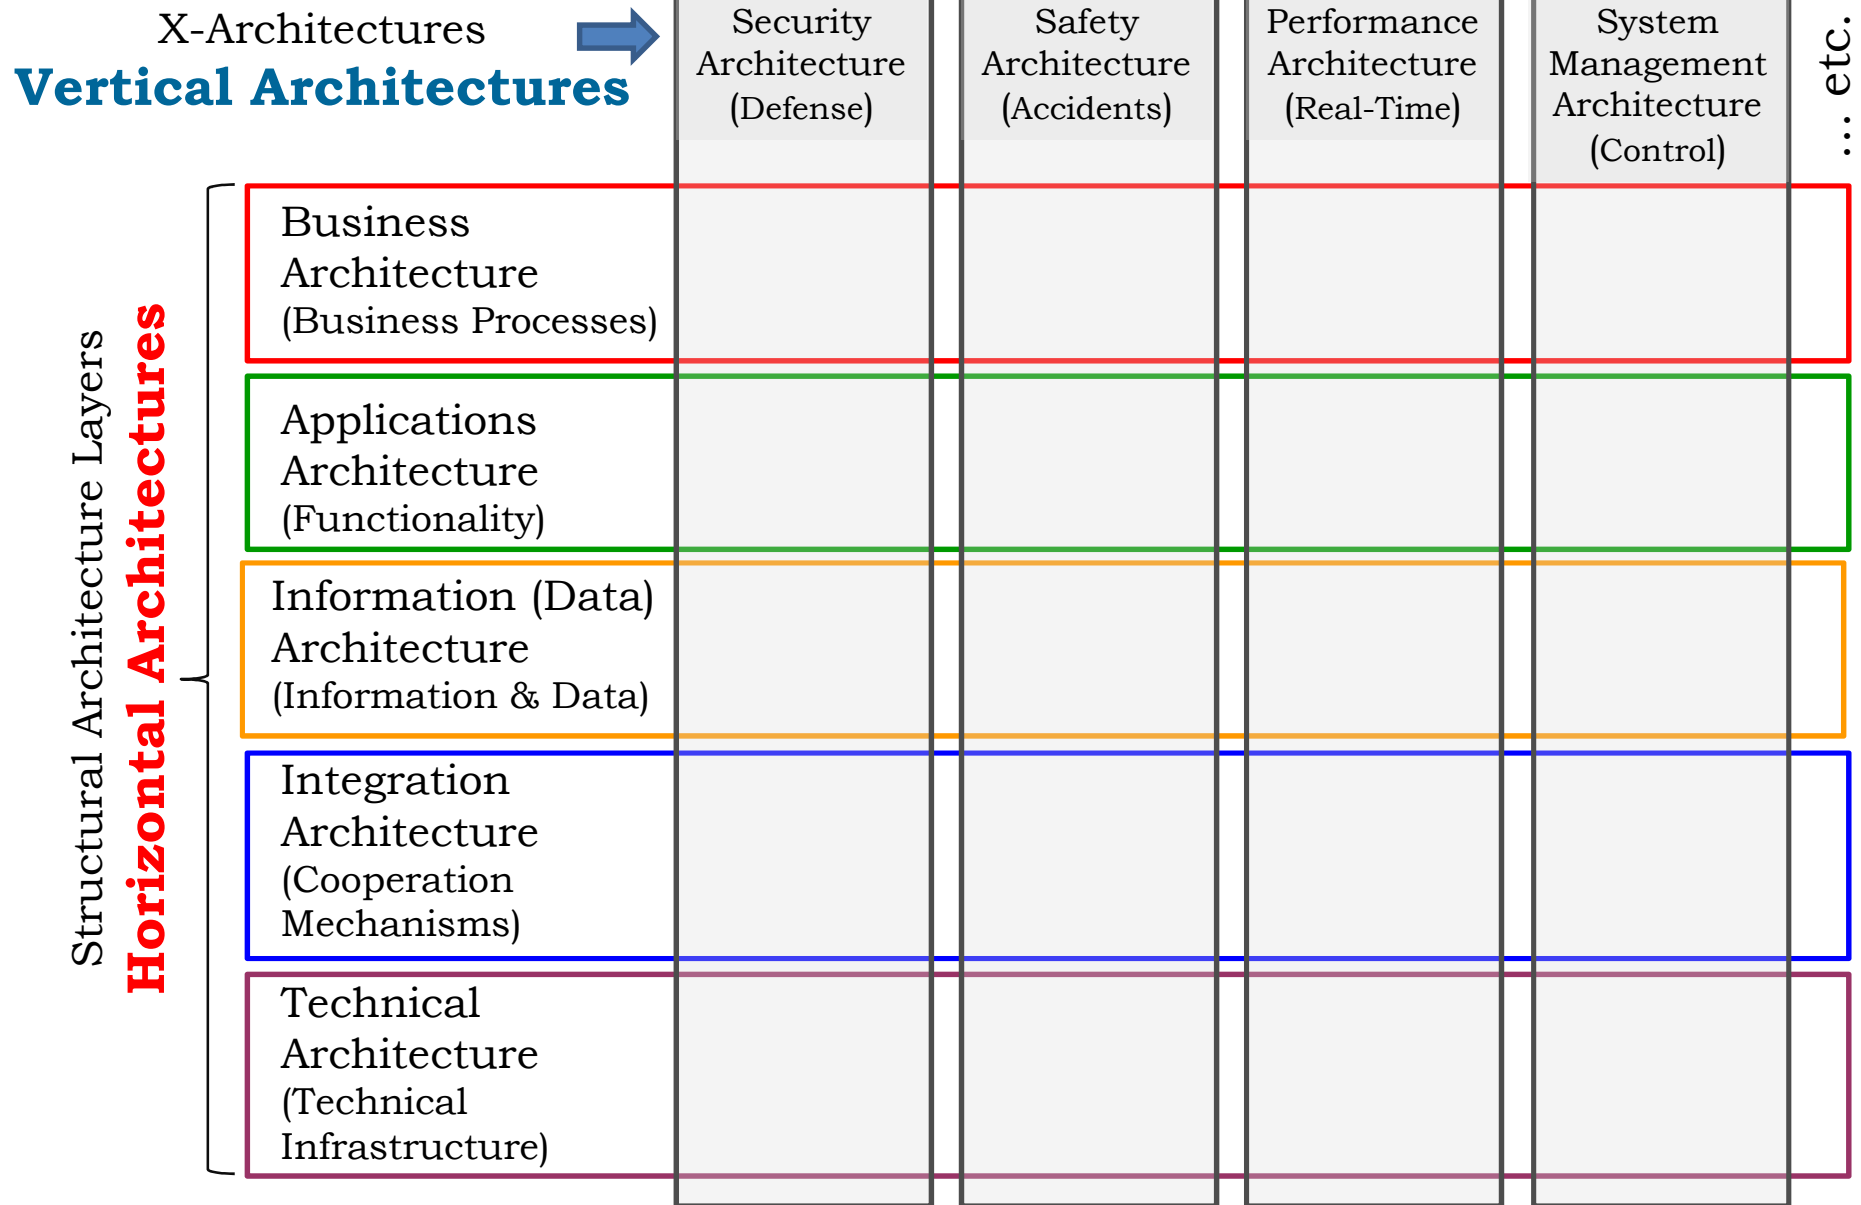 X-Architectures
Vertical Architectures
Security
Architecture
(Defense)
Safety
Architecture
(Accidents)
Performance
Architecture
(Real-Time)
System
Management
Architecture
(Control)
... etc.
Structural Architecture Layers
Horizontal Architectures
Business
Architecture
(Business Processes)
Applications
Architecture
(Functionality)
Information (Data)
Architecture
(Information & Data)
Integration
Architecture
(Cooperation
Mechanisms)
Technical
Architecture
(Technical
Infrastructure)